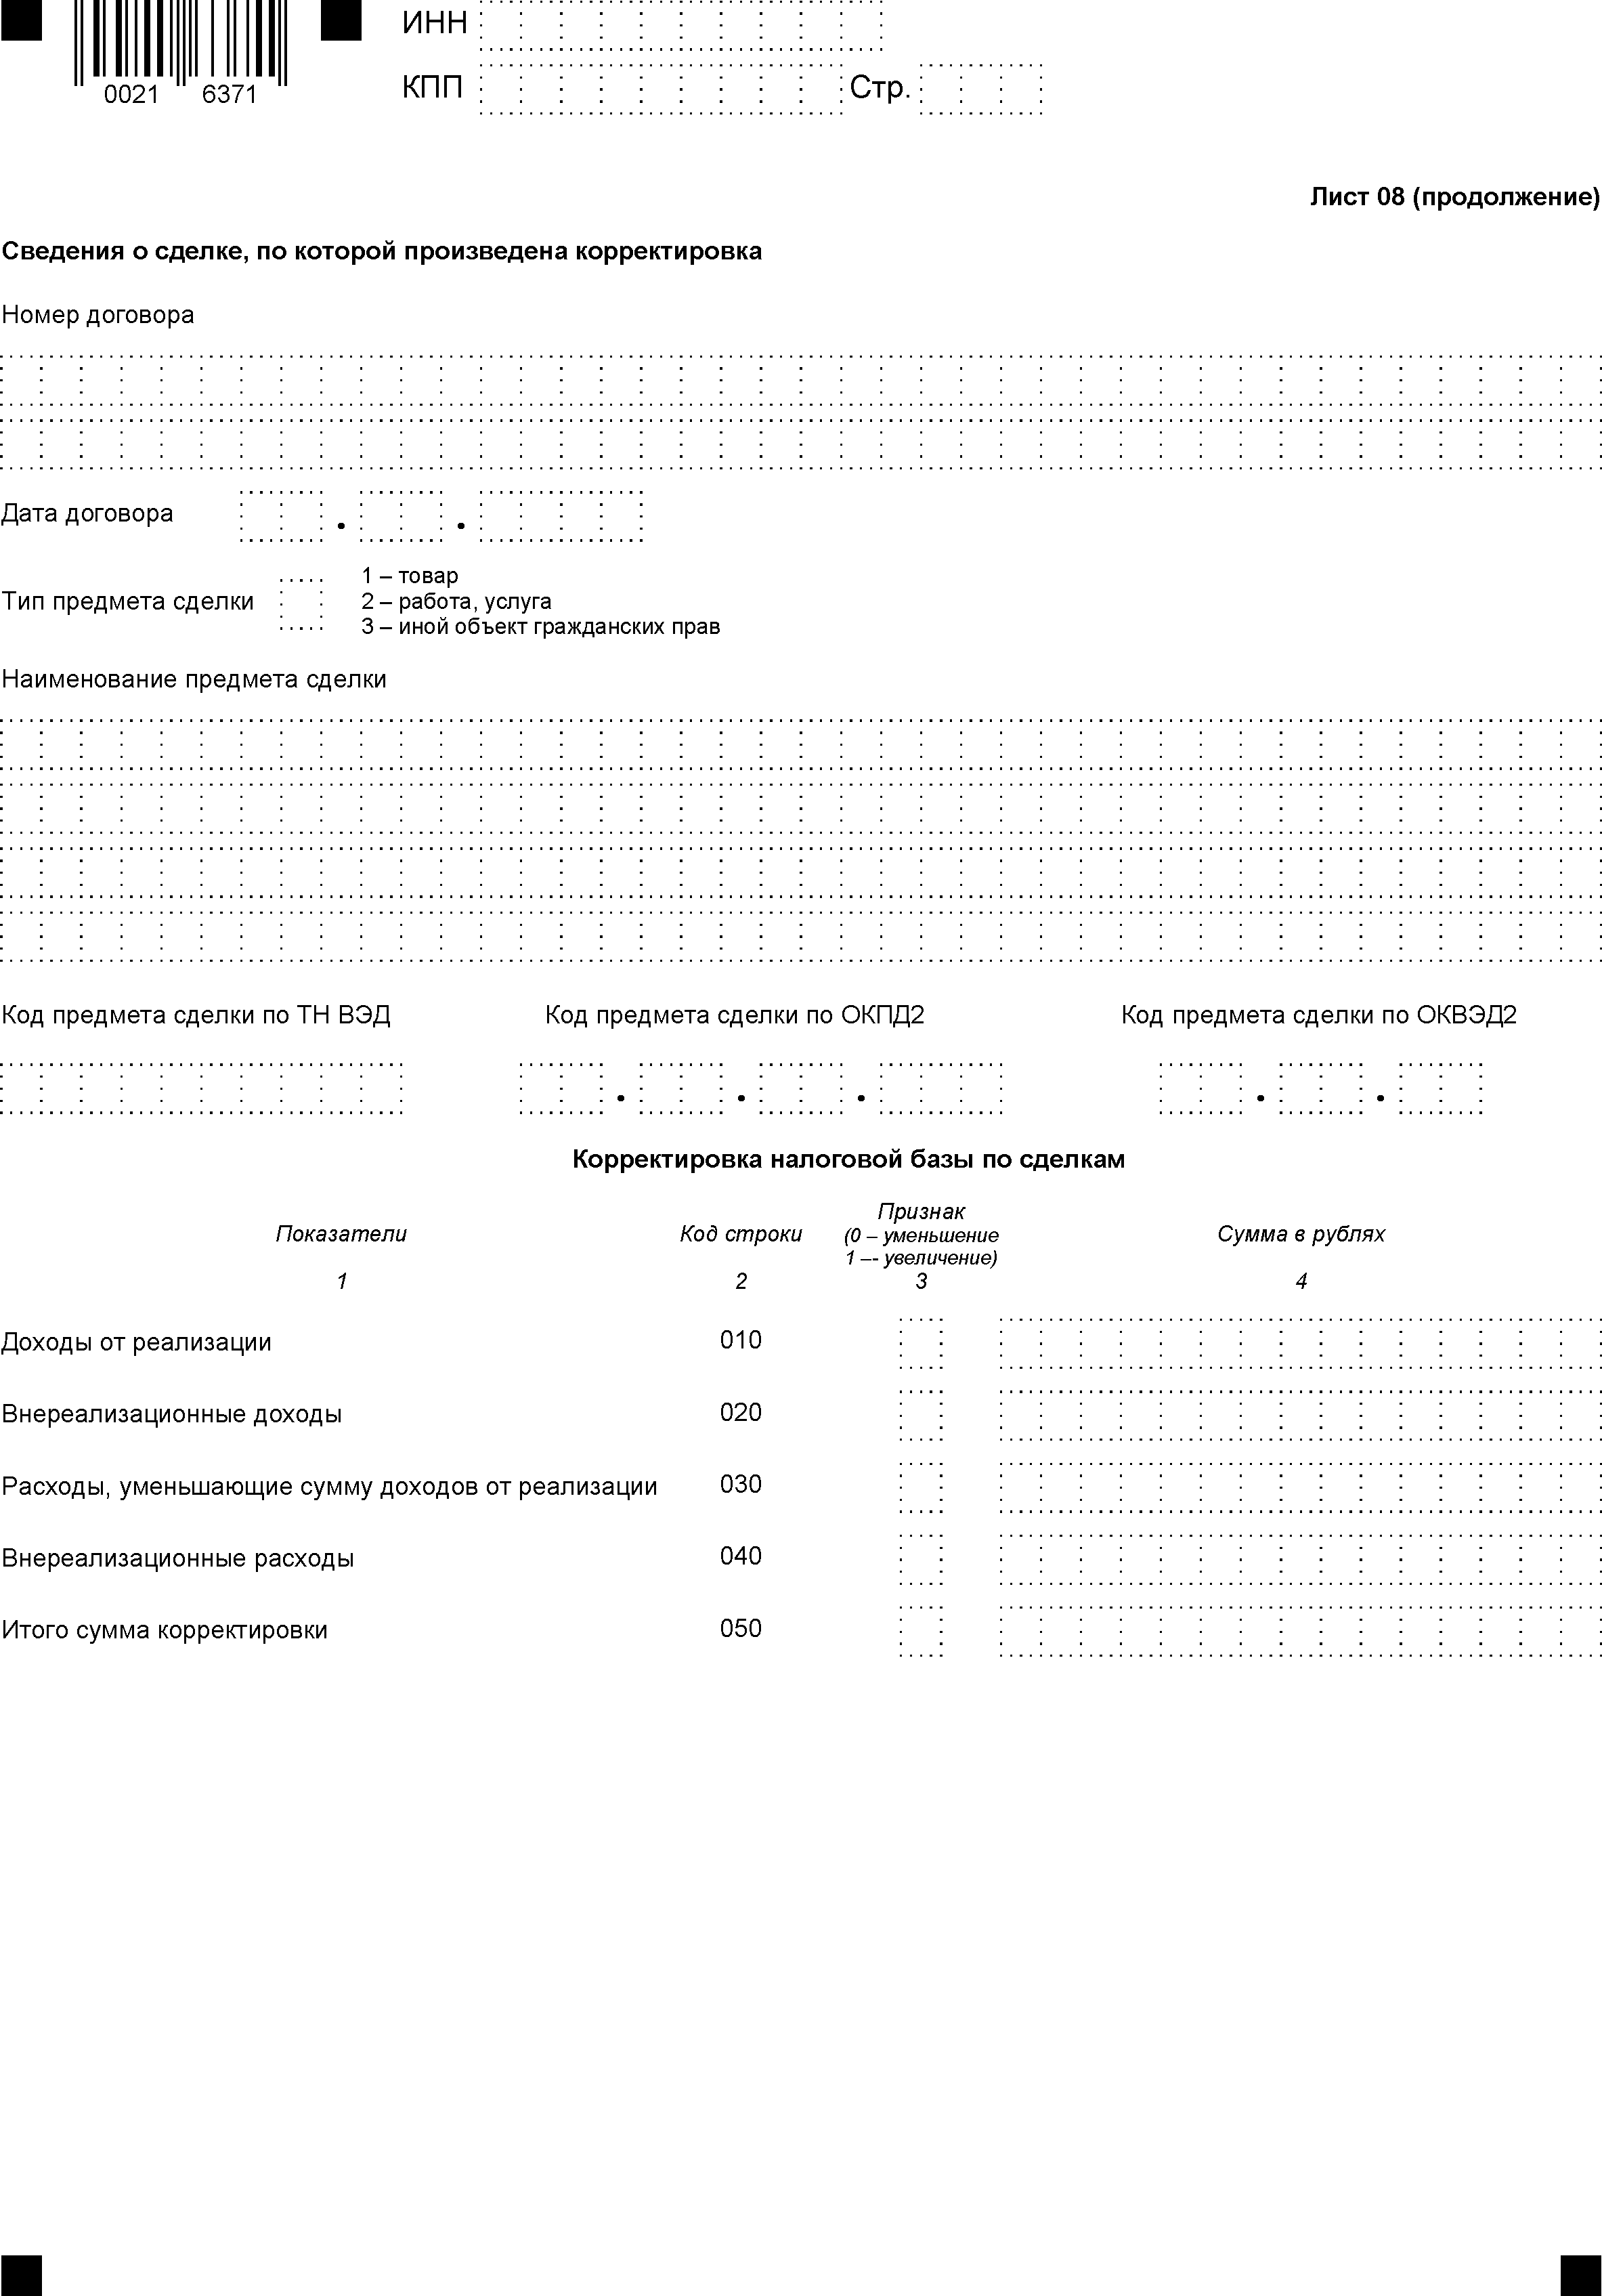 ИНН
0021 6371
КПП Стр.
Лист 08 (продолжение)
Сведения о сделке, по которой произведена корректировка
Номер договора
Дата договора . .
1 – товар
Тип предмета сделки 2 – работа, услуга
3 – иной объект гражданских прав
Наименование предмета сделки
Код предмета сделки по ТН ВЭД Код предмета сделки по ОКПД2 Код предмета сделки по ОКВЭД2
. . . . .
Корректировка налоговой базы по сделкам
Показатели Код строки Признак (0 – уменьшение 1 –- увеличение) Сумма в рублях
1 2 3 4
Доходы от реализации 010
Внереализационные доходы 020
Расходы, уменьшающие сумму доходов от реализации 030
Внереализационные расходы 040
Итого сумма корректировки 050